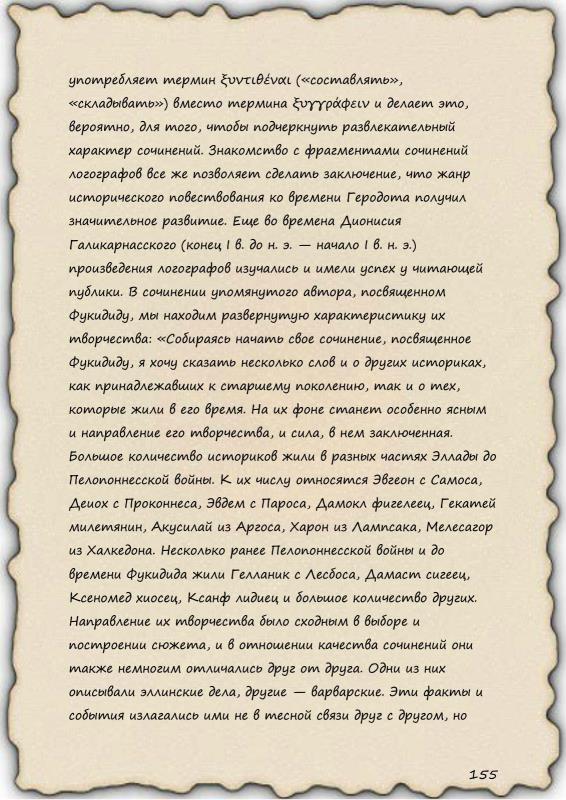 употребляет термин ξυντιθέναι («составлять»,
«складывать») вместо термина ξυγγράφειν и делает это,
вероятно, для того, чтобы подчеркнуть развлекательный
характер сочинений. Знакомство с фрагментами сочинений
логографов все же позволяет сделать заключение, что жанр
исторического повествования ко времени Геродота получил
значительное развитие. Еще во времена Дионисия
Галикарнасского (конец I в. до н. э. — начало I в. н. э.)
произведения логографов изучались и имели успех у читающей
публики. В сочинении упомянутого автора, посвященном
Фукидиду, мы находим развернутую характеристику их
творчества: «Собираясь начать свое сочинение, посвященное
Фукидиду, я хочу сказать несколько слов и о других историках,
как принадлежавших к старшему поколению, так и о тех,
которые жили в его время. На их фоне станет особенно ясным
и направление его творчества, и сила, в нем заключенная.
Большое количество историков жили в разных частях Эллады до
Пелопоннесской войны. К их числу относятся Эвгеон с Самоса,
Деиох с Проконнеса, Эвдем с Пароса, Дамокл фигелеец, Гекатей
милетянин, Акусилай из Аргоса, Харон из Лампсака, Мелесагор
из Халкедона. Несколько ранее Пелопоннесской войны и до
времени Фукидида жили Гелланик с Лесбоса, Дамаст сигеец,
Ксеномед хиосец, Ксанф лидиец и большое количество других.
Направление их творчества было сходным в выборе и
построении сюжета, и в отношении качества сочинений они
также немногим отличались друг от друга. Одни из них
описывали эллинские дела, другие — варварские. Эти факты и
события излагались ими не в тесной связи друг с другом, но
155